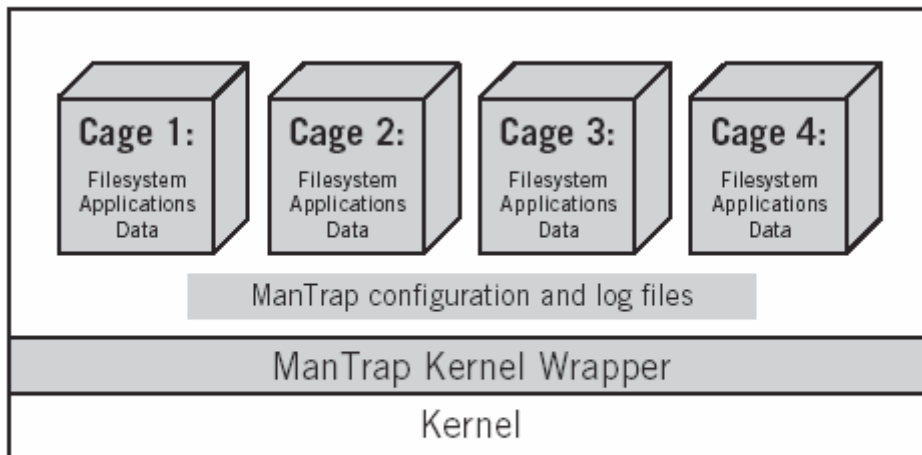 Cage 1:
Filesystem
Applications
Data
Cage 2:
Filesystem
Applications
Data
Cage 3:
Filesystem
Applications
Data
Cage 4:
Filesystem
Applications
Data
ManTrap configuration and log files
ManTrap Kernel Wrapper
Kernel